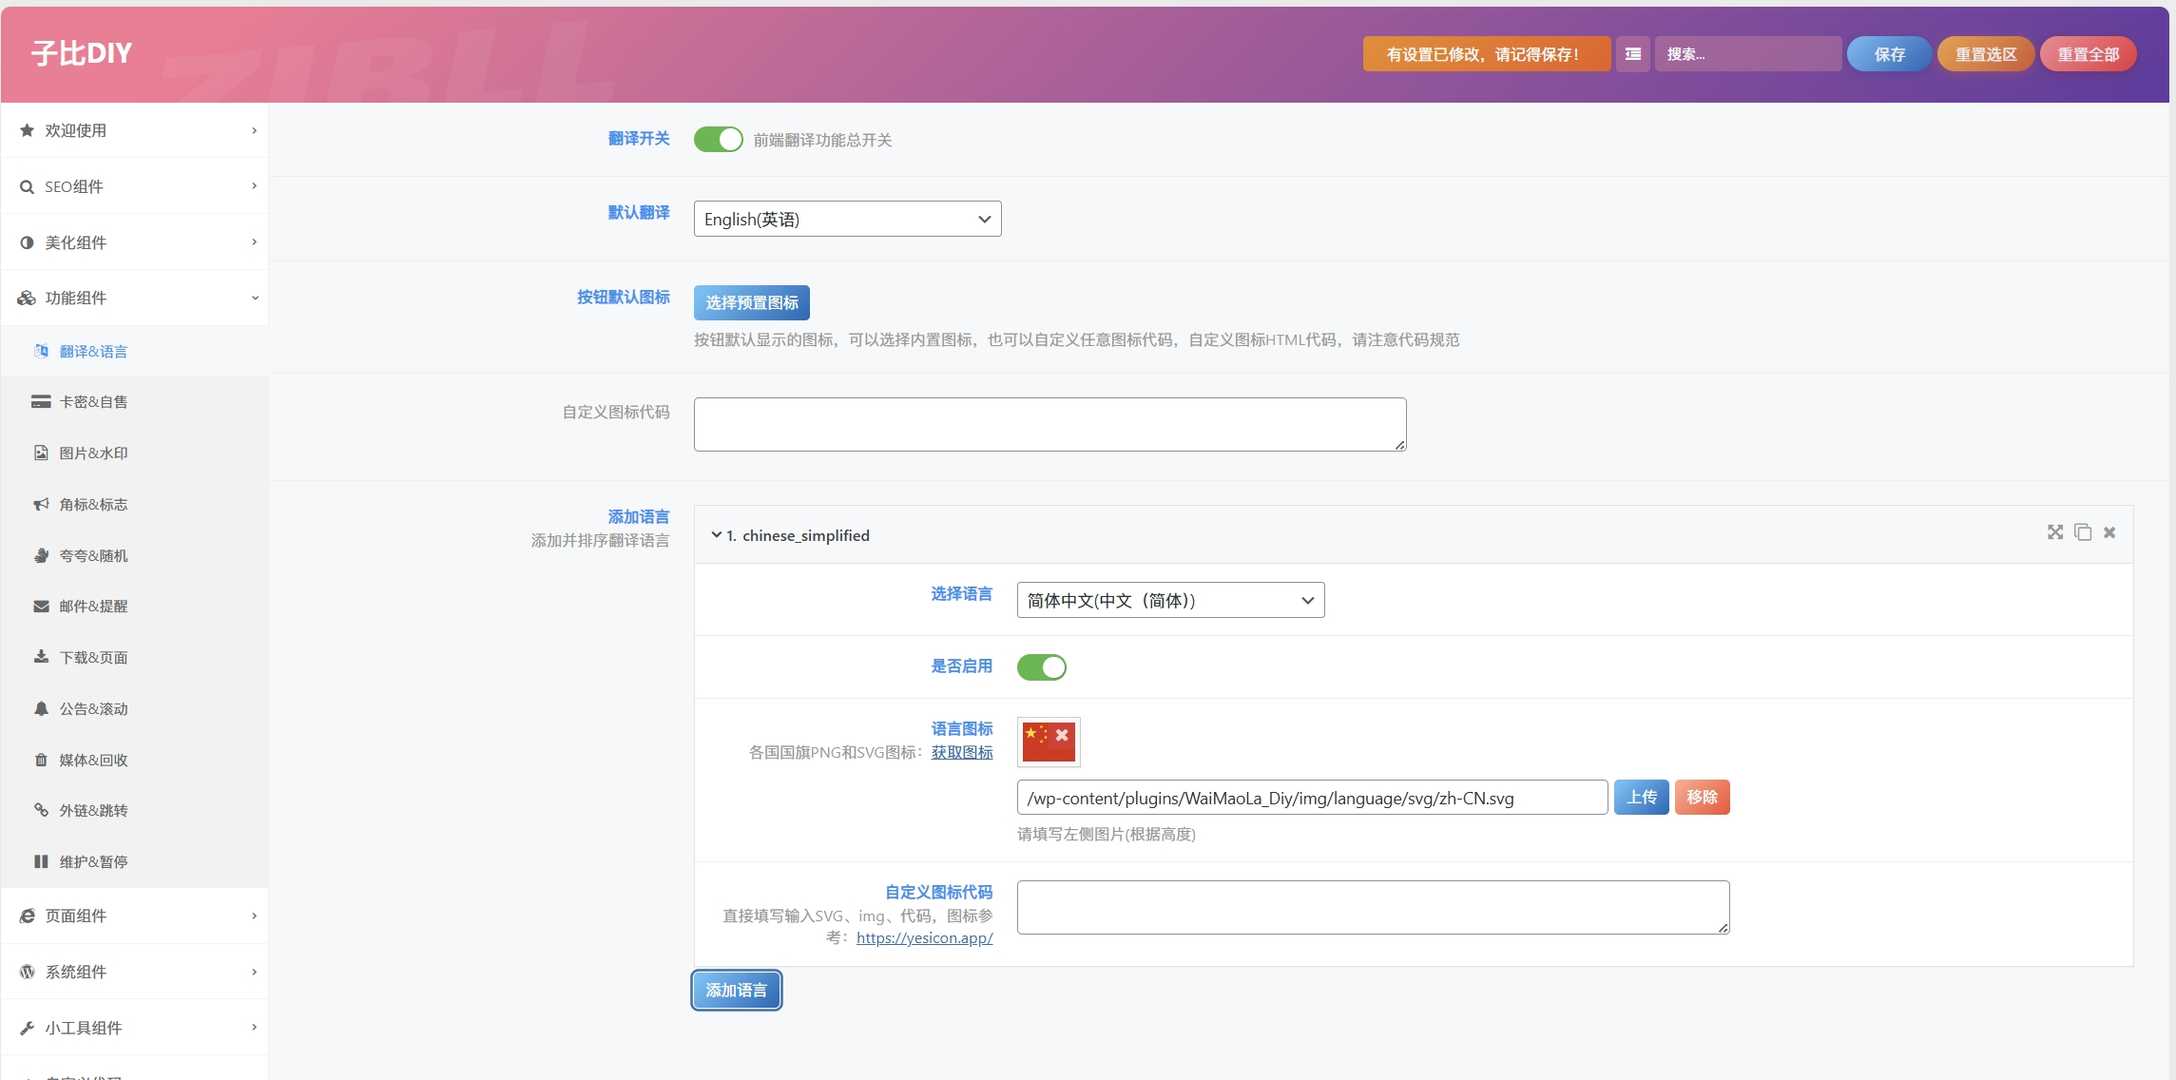 子比DIY
ZIBLL
有设置已修改，请记得保存！
搜索...
保存
重置选区
重置全部
欢迎使用
SEO组件
美化组件
功能组件
翻译&语言
卡密&自售
图片&水印
角标&标志
夸夸&随机
邮件&提醒
下载&页面
公告&滚动
媒体&回收
外链&跳转
维护&暂停
页面组件
系统组件
小工具组件
自定义代码
翻译开关
前端翻译功能总开关
默认翻译
English(英语)
按钮默认图标
选择预置图标
按钮默认显示的图标，可以选择内置图标，也可以自定义任意图标代码，自定义图标HTML代码，请注意代码规范
自定义图标代码
添加语言
添加并排序翻译语言
1. chinese_simplified
选择语言
简体中文(中文（简体）)
是否启用
语言图标
各国国旗PNG和SVG图标：获取图标
/wp-content/plugins/WaiMaoLa_Diy/img/language/svg/zh-CN.svg
上传
移除
请填写左侧图片(根据高度)
自定义图标代码
直接填写输入SVG、img、代码，图标参
考：https://yesicon.app/
添加语言